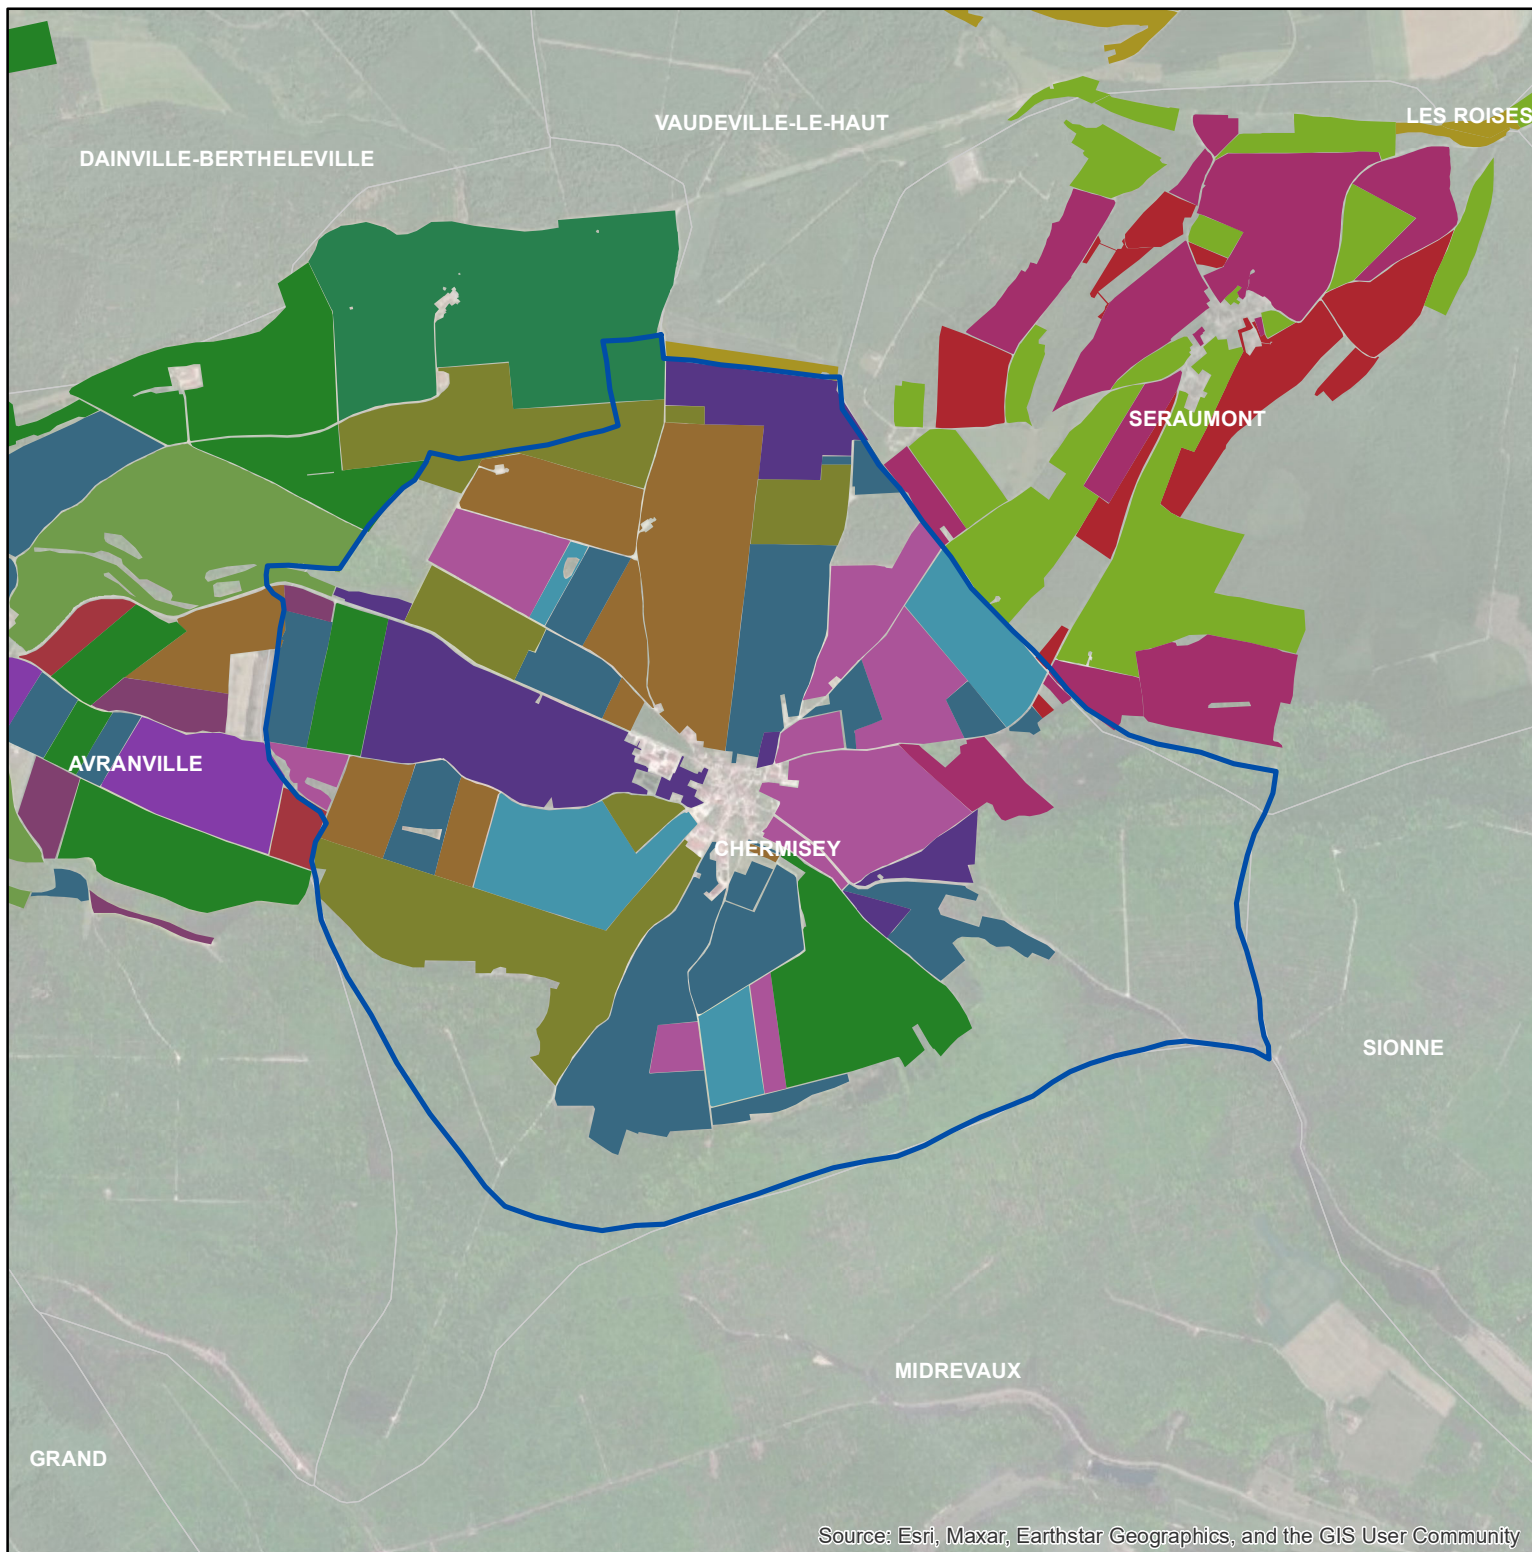 VAUDEVILLE-LE-HAUT
LES ROISES
DAINVILLE-BERTHELEVILLE
SERAUMONT
AVRANVILLE
CHERMISEY
SIONNE
MIDREVAUX
GRAND
Source: Esri, Maxar, Earthstar Geographics, and the GIS User Community